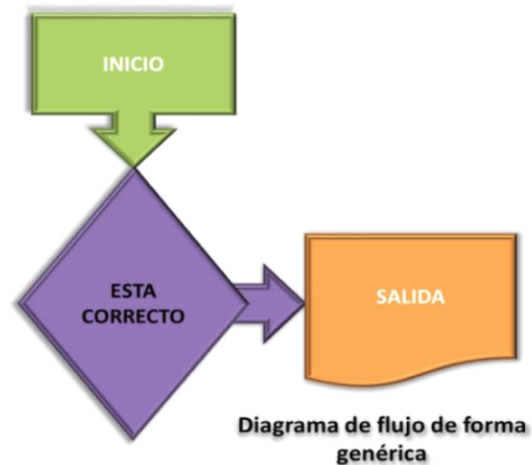 INICIO
ESTA
CORRECTO
SALIDA
Diagrama de flujo de forma
genérica